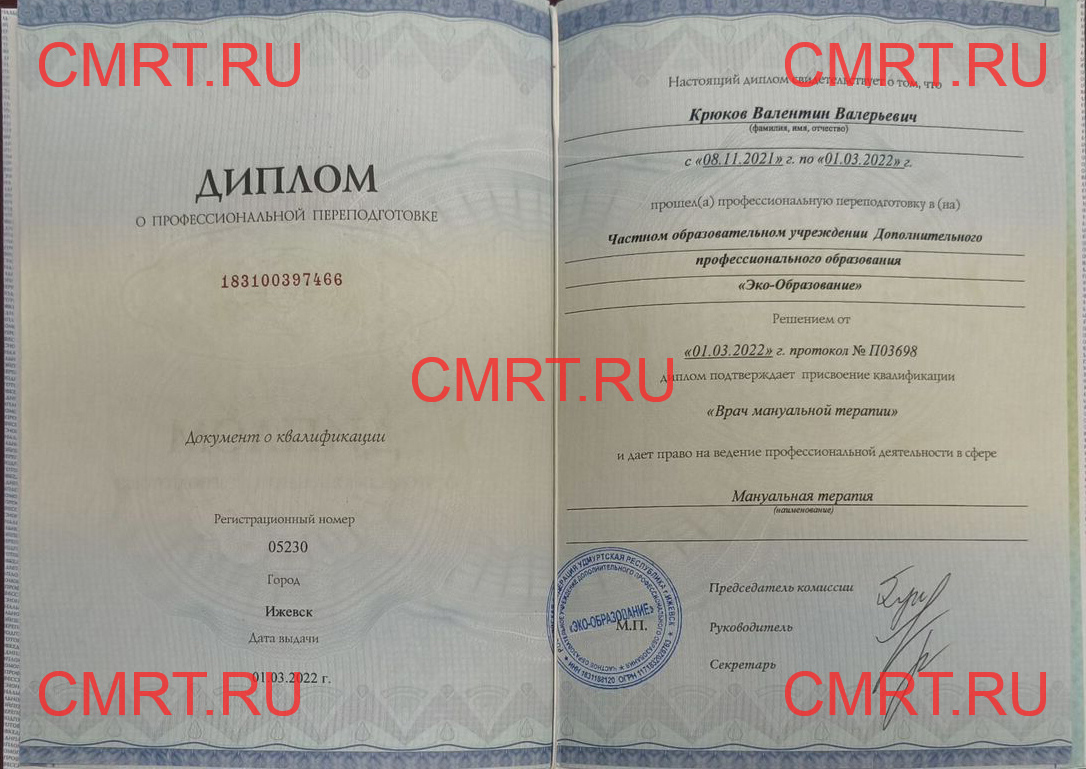 CMRT.RU
CMRT.RU
ДИПЛОМ
О ПРОФЕССИОНАЛЬНОЙ ПЕРЕПОДГОТОВКЕ
183100397466
Документ о квалификации
Регистрационный номер
05230
Город
Ижевск
Дата выдачи
01.03.2022 г.
CMRT.RU
Настоящий диплом свидетельствует о том, что
Крюков Валентин Валерьевич
(фамилия, имя, отчество)
с «08.11.2021» г. по «01.03.2022» г.
прошел(а) профессиональную переподготовку в (на)
Частном образовательном учреждении Дополнительного
профессионального образования
«Эко-Образование»
Решением от
«01.03.2022» г. протокол № П03698
CMRT.RU
диплом подтверждает присвоение квалификации
«Врач мануальной терапии»
и дает право на ведение профессиональной деятельности в сфере
Мануальная терапия
(наименование)
Председатель комиссии
Руководитель
Секретарь
М.П.
УДМУРТСКАЯ РЕСПУБЛИКА г.ИЖЕВСК
«ЭКО-ОБРАЗОВАНИЕ»
CMRT.RU